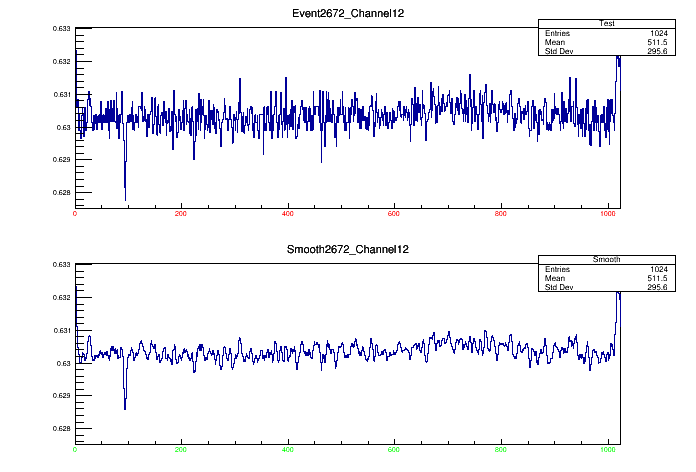 Event2672_Channel12
Test
Entries 1024
Mean 511.5
Std Dev 295.6
0.633
0.632
0.631
0.63
0.629
0.628
0 200 400 600 800 1000
Smooth2672_Channel12
Smooth
Entries 1024
Mean 511.5
Std Dev 295.6
0.633
0.632
0.631
0.63
0.629
0.628
0 200 400 600 800 1000